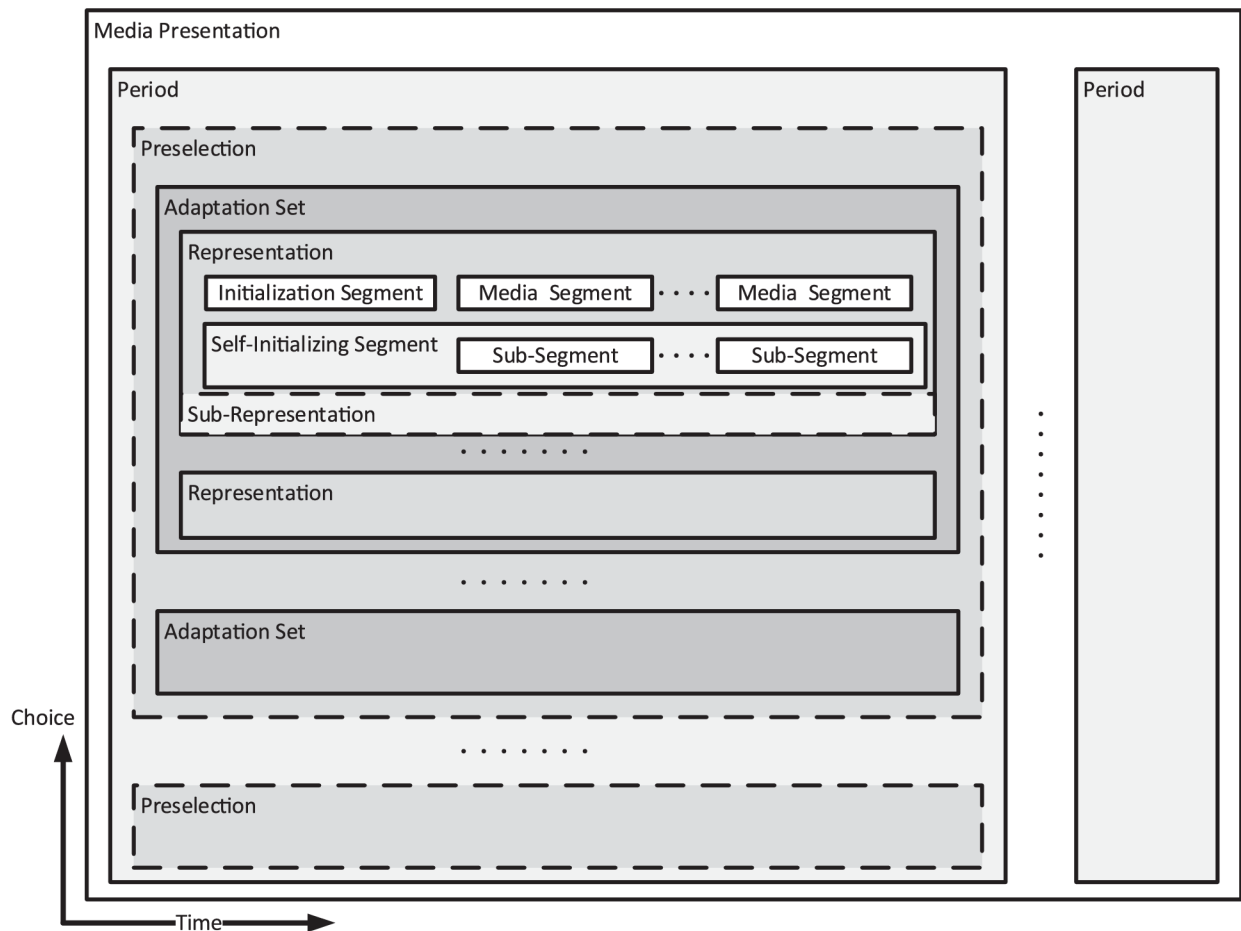 Media Presentation
Period
Period
Preselection
Adaptation Set
Representation
Initialization Segment
Media Segment
Media Segment
Self-Initializing Segment
Sub-Segment
Sub-Segment
Sub-Representation
Representation
Adaptation Set
Choice
Preselection
Time